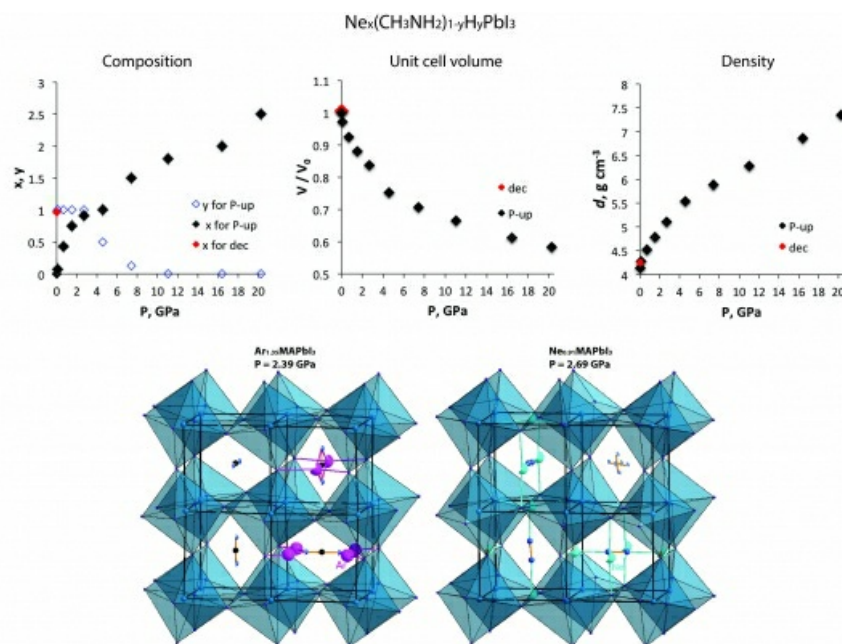 Neₓ(CH₃NH₂)₁₋ᵧHᵧPbI₃
Composition
Unit cell volume
Density
x, y
3
2.5
2
1.5
1
0.5
0
y for P-up
x for P-up
x for dec
0 2 4 6 8 10 12 14 16 18 20
P, GPa
V / V₀
1.1
1
0.9
0.8
0.7
0.6
0.5
dec
P-up
0 2 4 6 8 10 12 14 16 18 20
P, GPa
d, g cm⁻³
8
7.5
7
6.5
6
5.5
5
4.5
4
P-up
dec
0 2 4 6 8 10 12 14 16 18 20
P, GPa
MAPbI₃
P = 2.39 GPa
MAPbI₃
P = 2.69 GPa